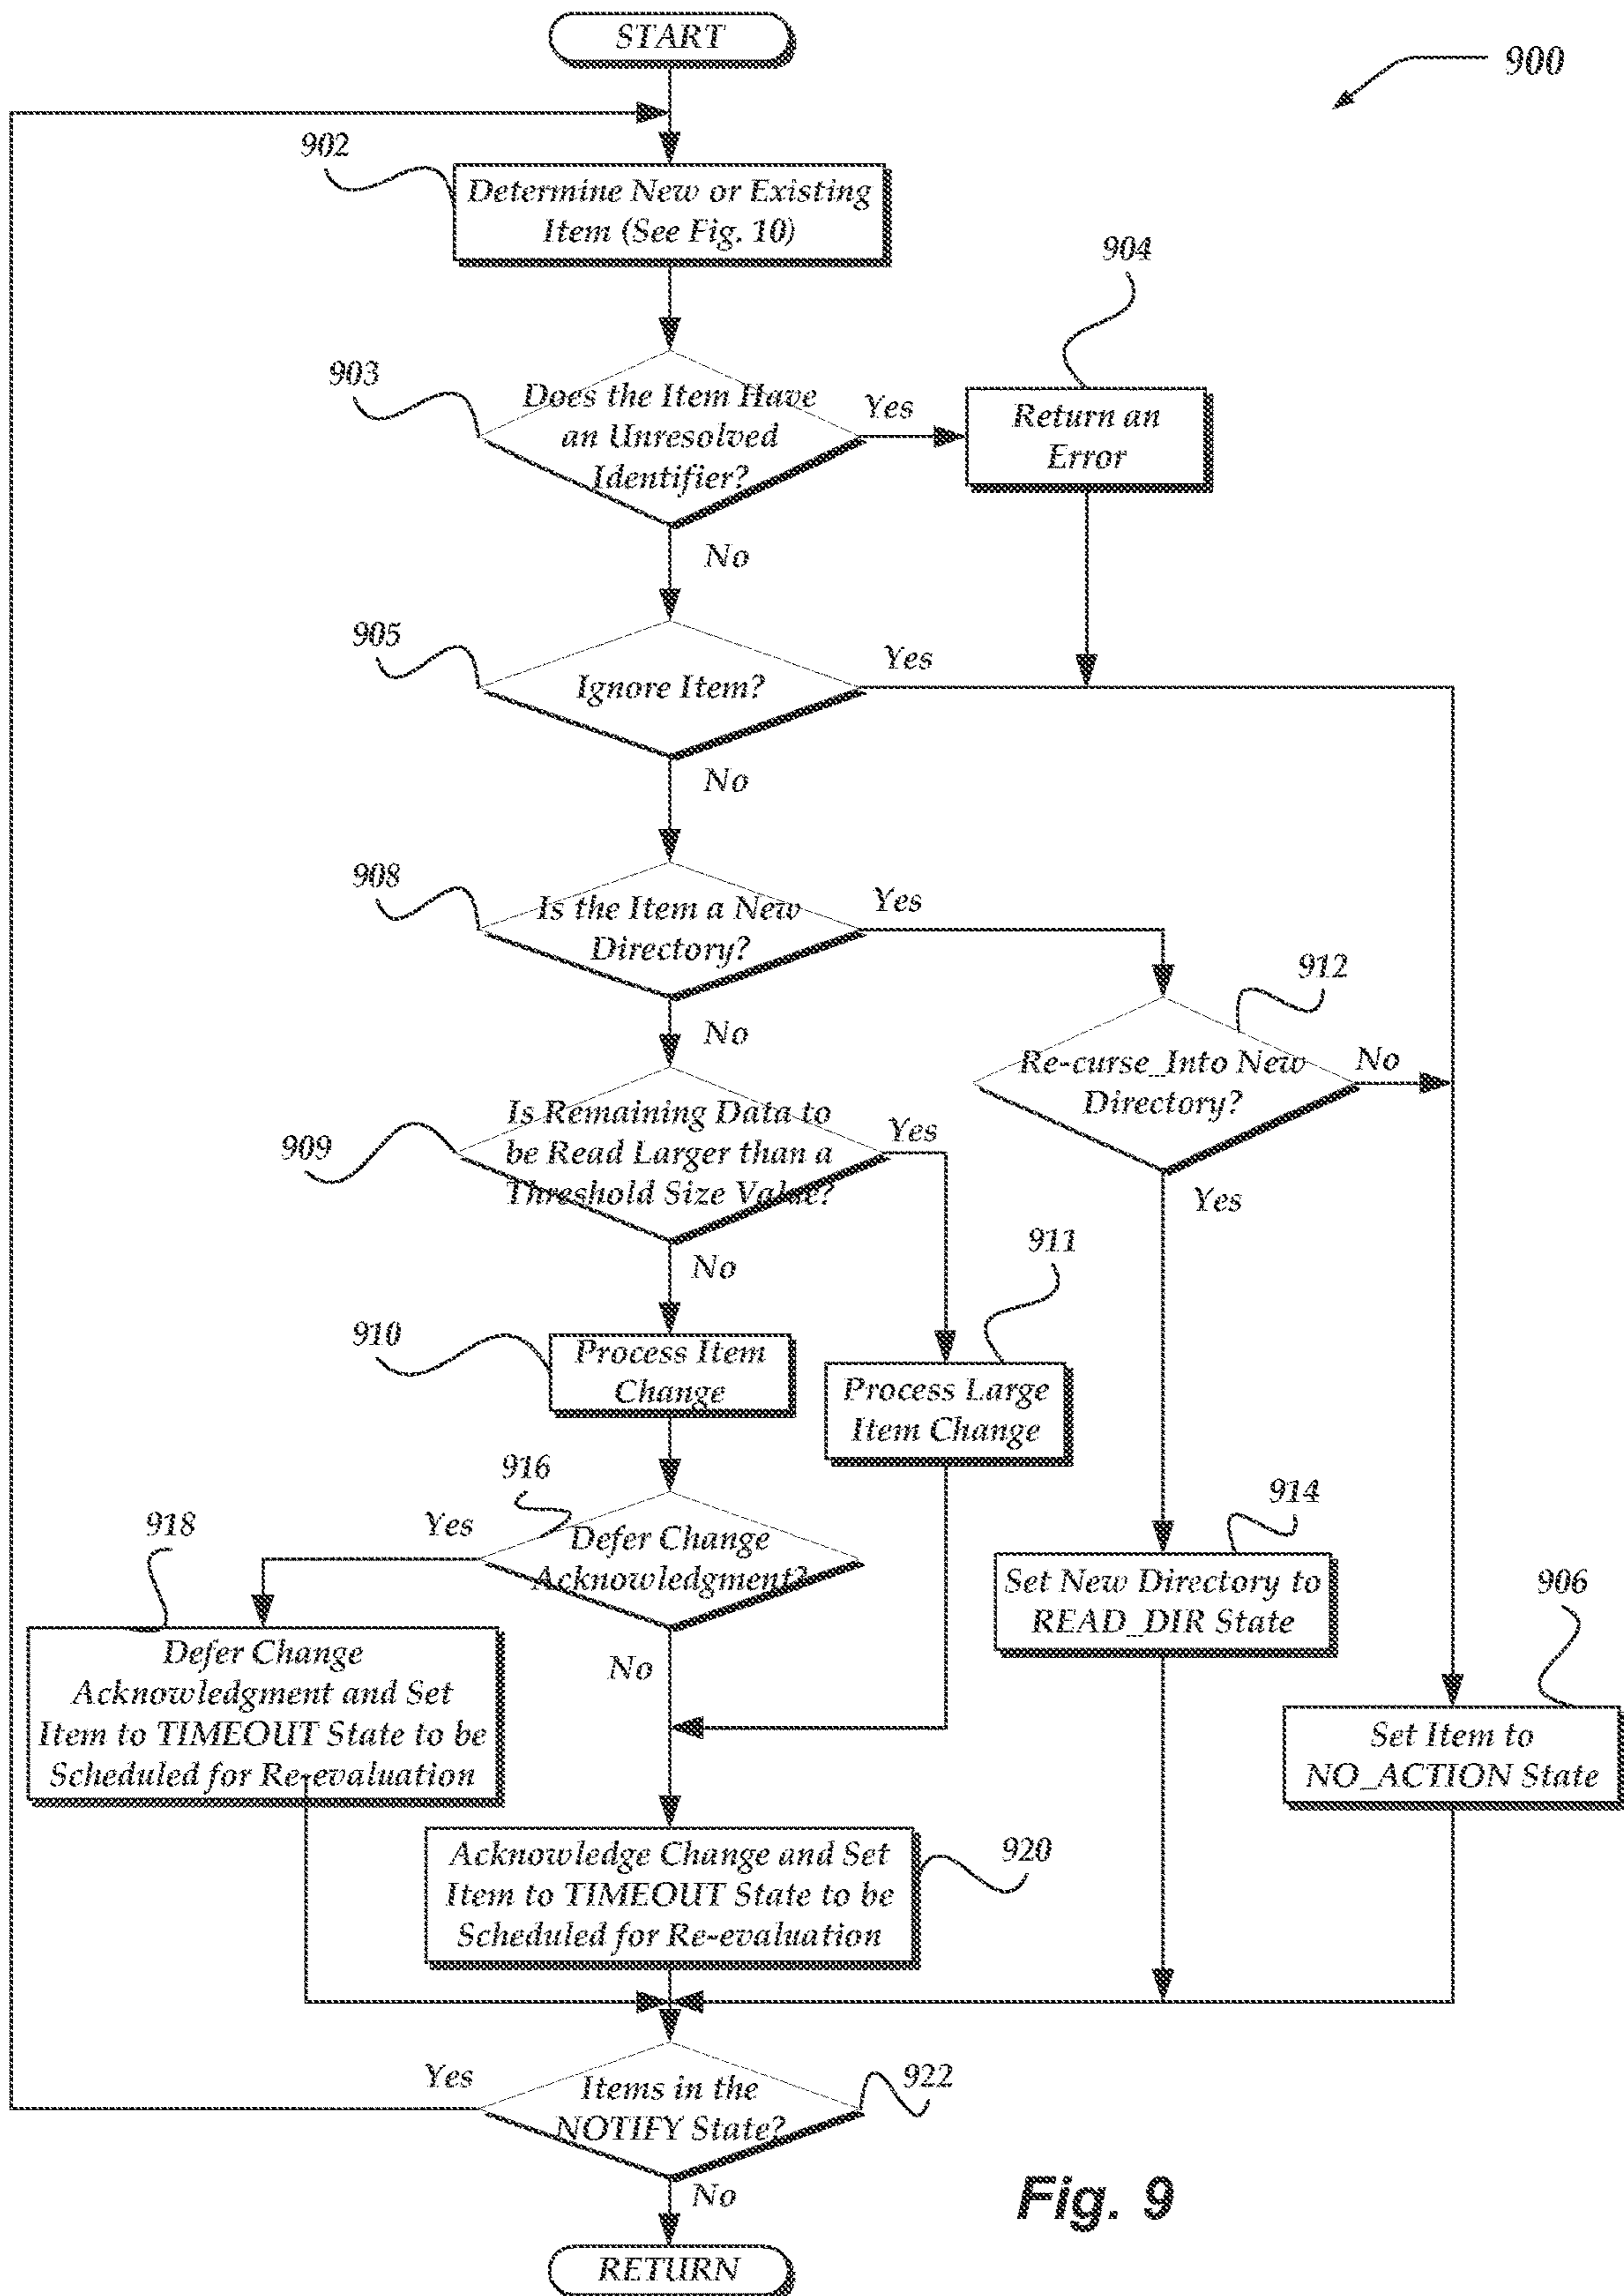 START
900
902
Determine New or Existing
Item (See Fig. 10)
904
903
Does the Item Have
an Unresolved
Identifier?
Yes
Return an
Error
No
905
Ignore Item?
Yes
No
908
Is the Item a New
Directory?
Yes
912
No
Re-curse_Into New
Directory?
No
Is Remaining Data to
be Read Larger than a
Threshold Size Value?
909
Yes
Yes
911
No
910
Process Item
Change
Process Large
Item Change
916
914
918
Yes
Defer Change
Acknowledgment?
Set New Directory to
READ_DIR State
906
No
Defer Change
Acknowledgment and Set
Item to TIMEOUT State to be
Scheduled for Re-evaluation
Set Item to
NO_ACTION State
Acknowledge Change and Set
Item to TIMEOUT State to be
Scheduled for Re-evaluation
920
Yes
Items in the
NOTIFY State?
922
No
Fig. 9
RETURN